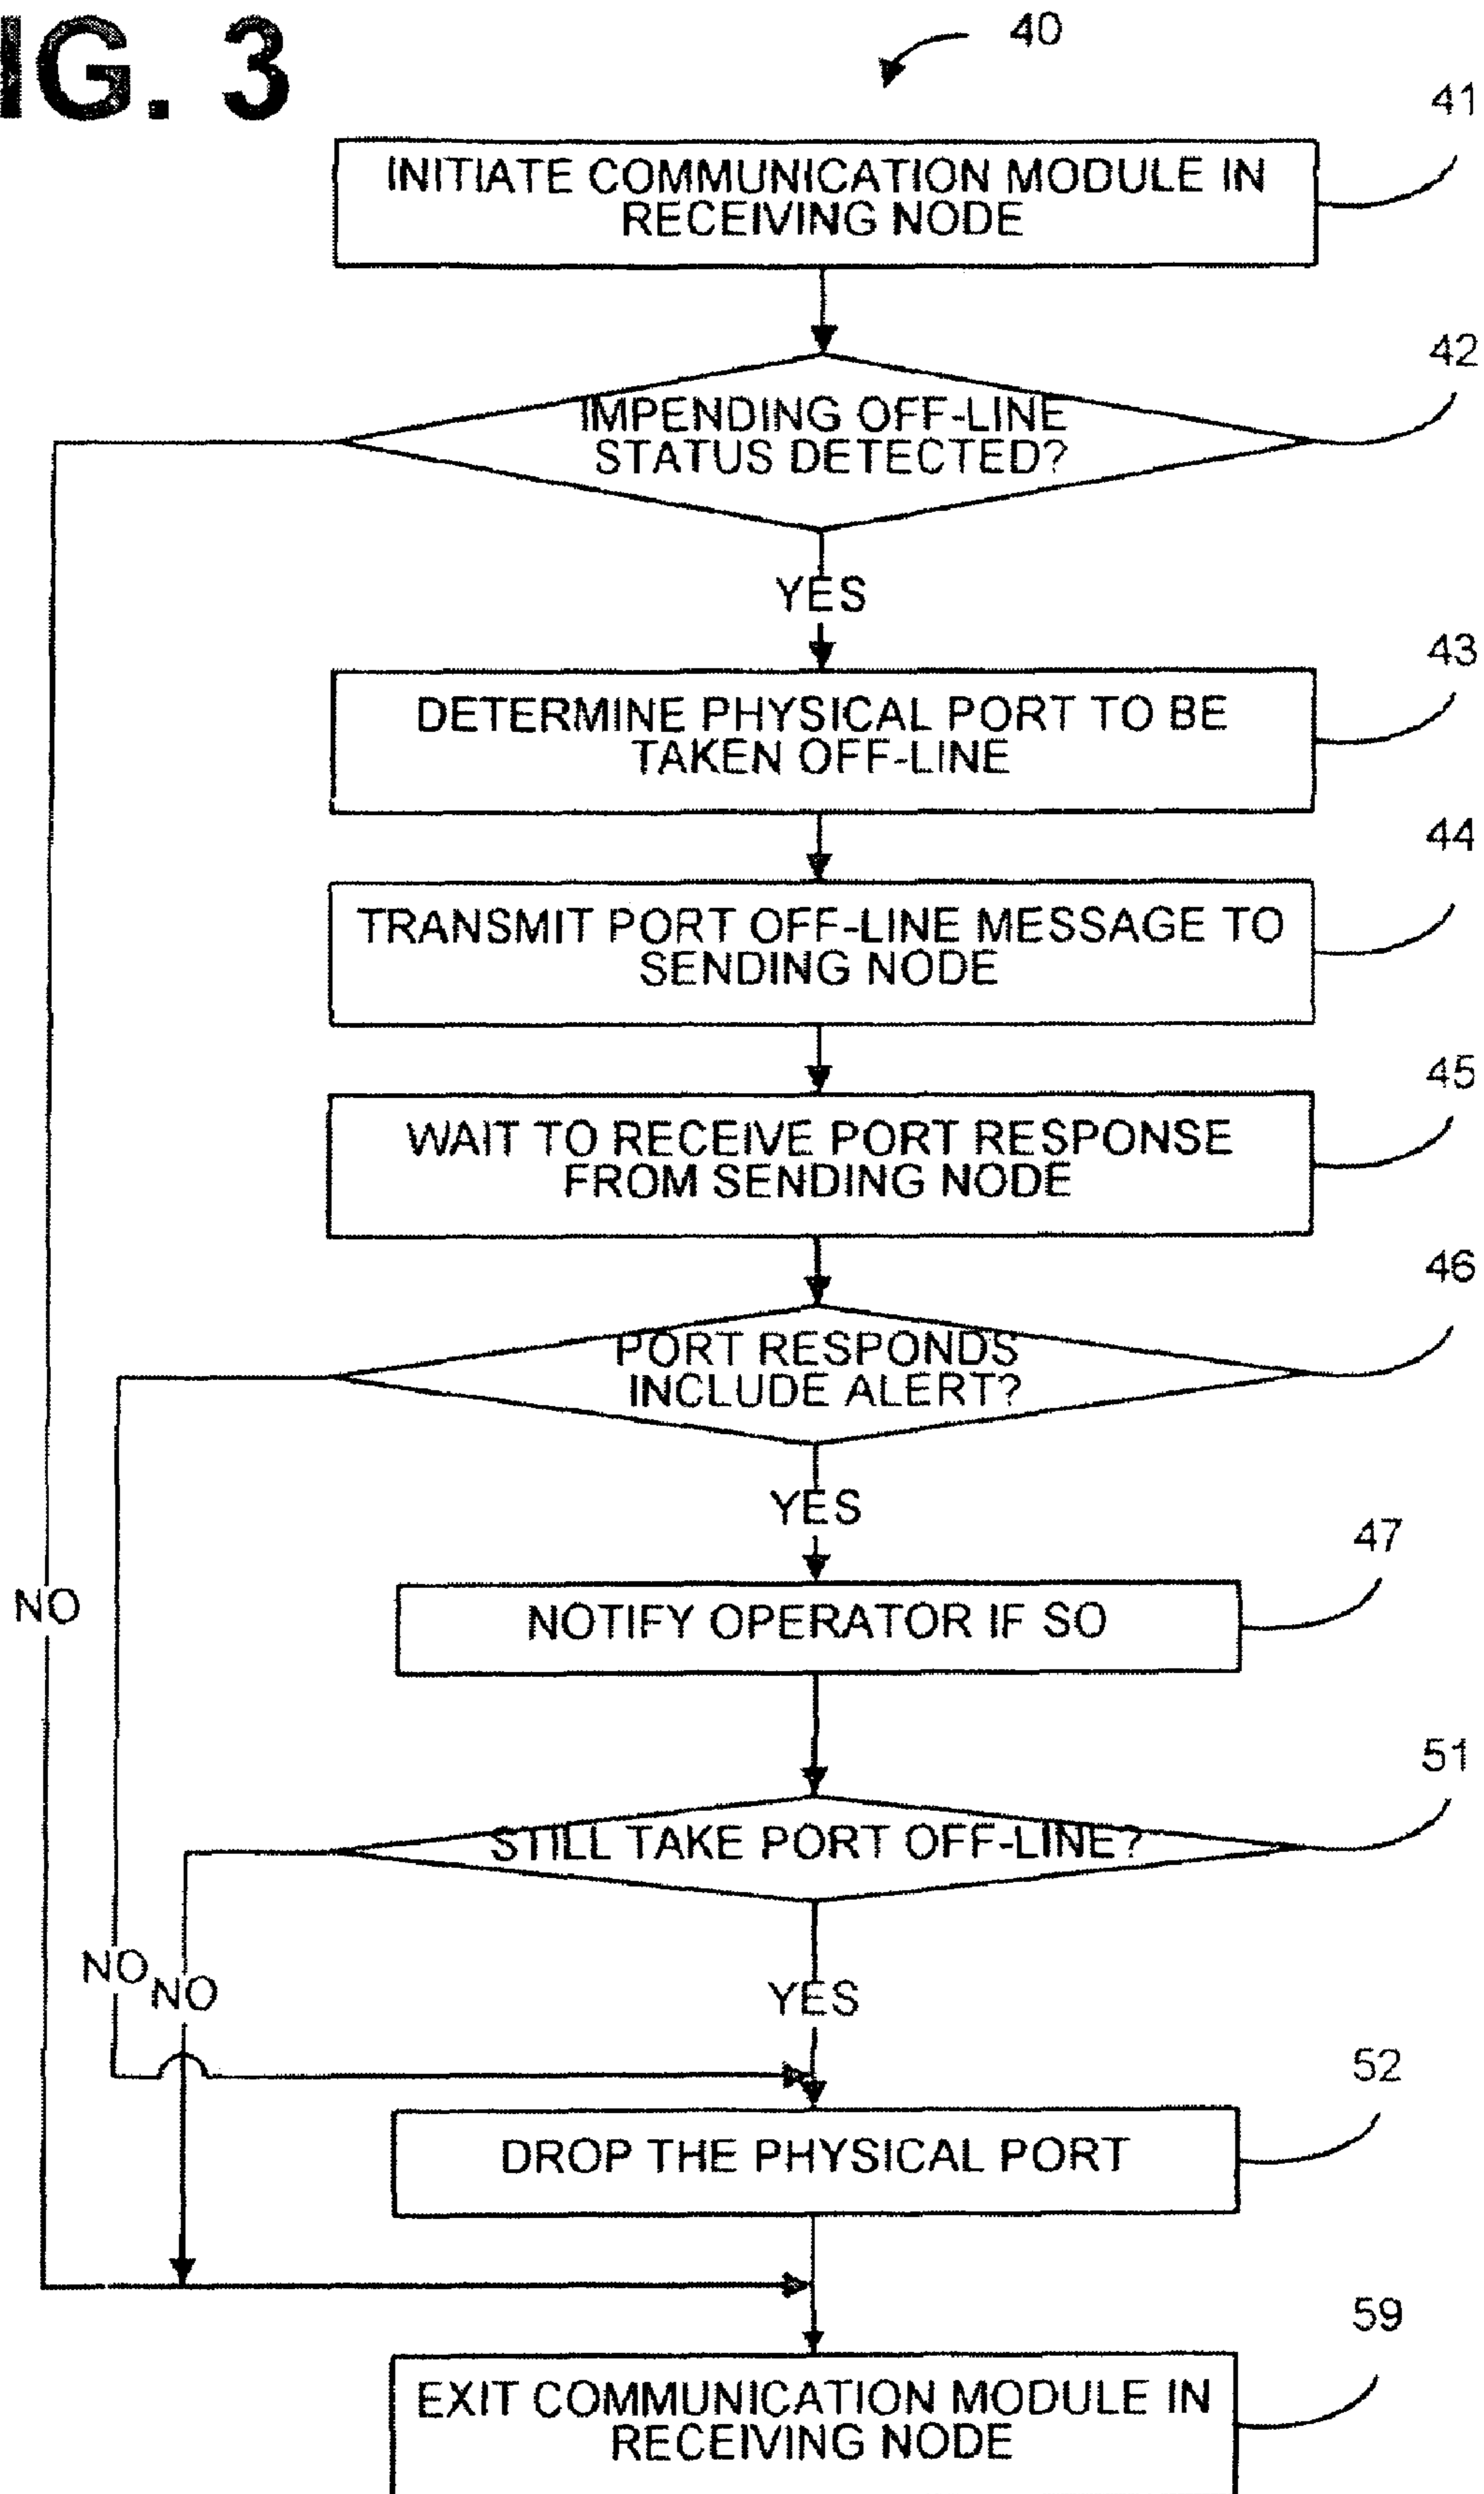 IG. 3
40
41
INITIATE COMMUNICATION MODULE IN
RECEIVING NODE
42
IMPENDING OFF-LINE
STATUS DETECTED?
YES
43
DETERMINE PHYSICAL PORT TO BE
TAKEN OFF-LINE
44
TRANSMIT PORT OFF-LINE MESSAGE TO
SENDING NODE
45
WAIT TO RECEIVE PORT RESPONSE
FROM SENDING NODE
46
PORT RESPONDS
INCLUDE ALERT?
YES
47
NO
NOTIFY OPERATOR IF SO
51
STILL TAKE PORT OFF-LINE?
NO
NO
YES
52
DROP THE PHYSICAL PORT
59
EXIT COMMUNICATION MODULE IN
RECEIVING NODE